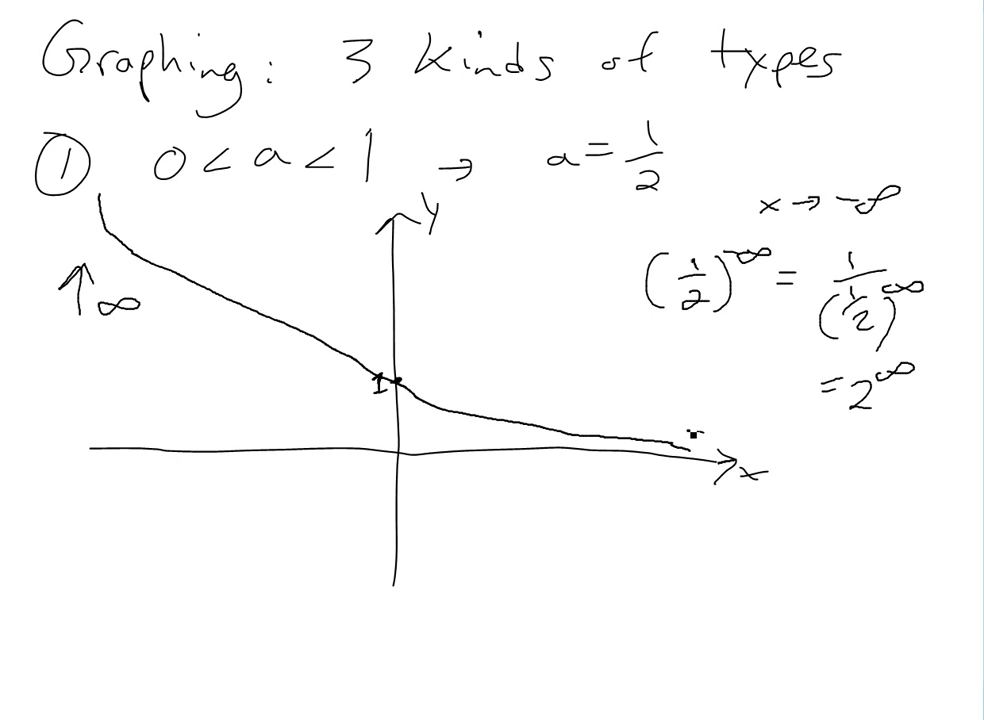 Graphing: 3 kinds of types
① 0 < a < 1 → a = 1/2
x → -∞
(1/2)^-∞ = 1/(1/2)^∞
= 2^∞
↑∞
y
1
x